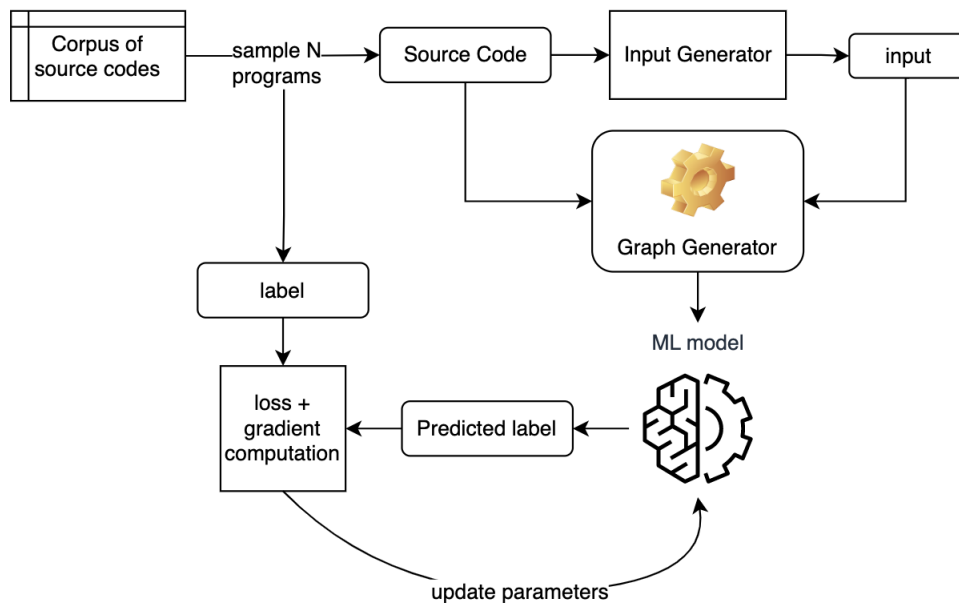 Corpus of
source codes
sample N
programs
Source Code
Input Generator
input
Graph Generator
label
ML model
loss +
gradient
computation
Predicted label
update parameters